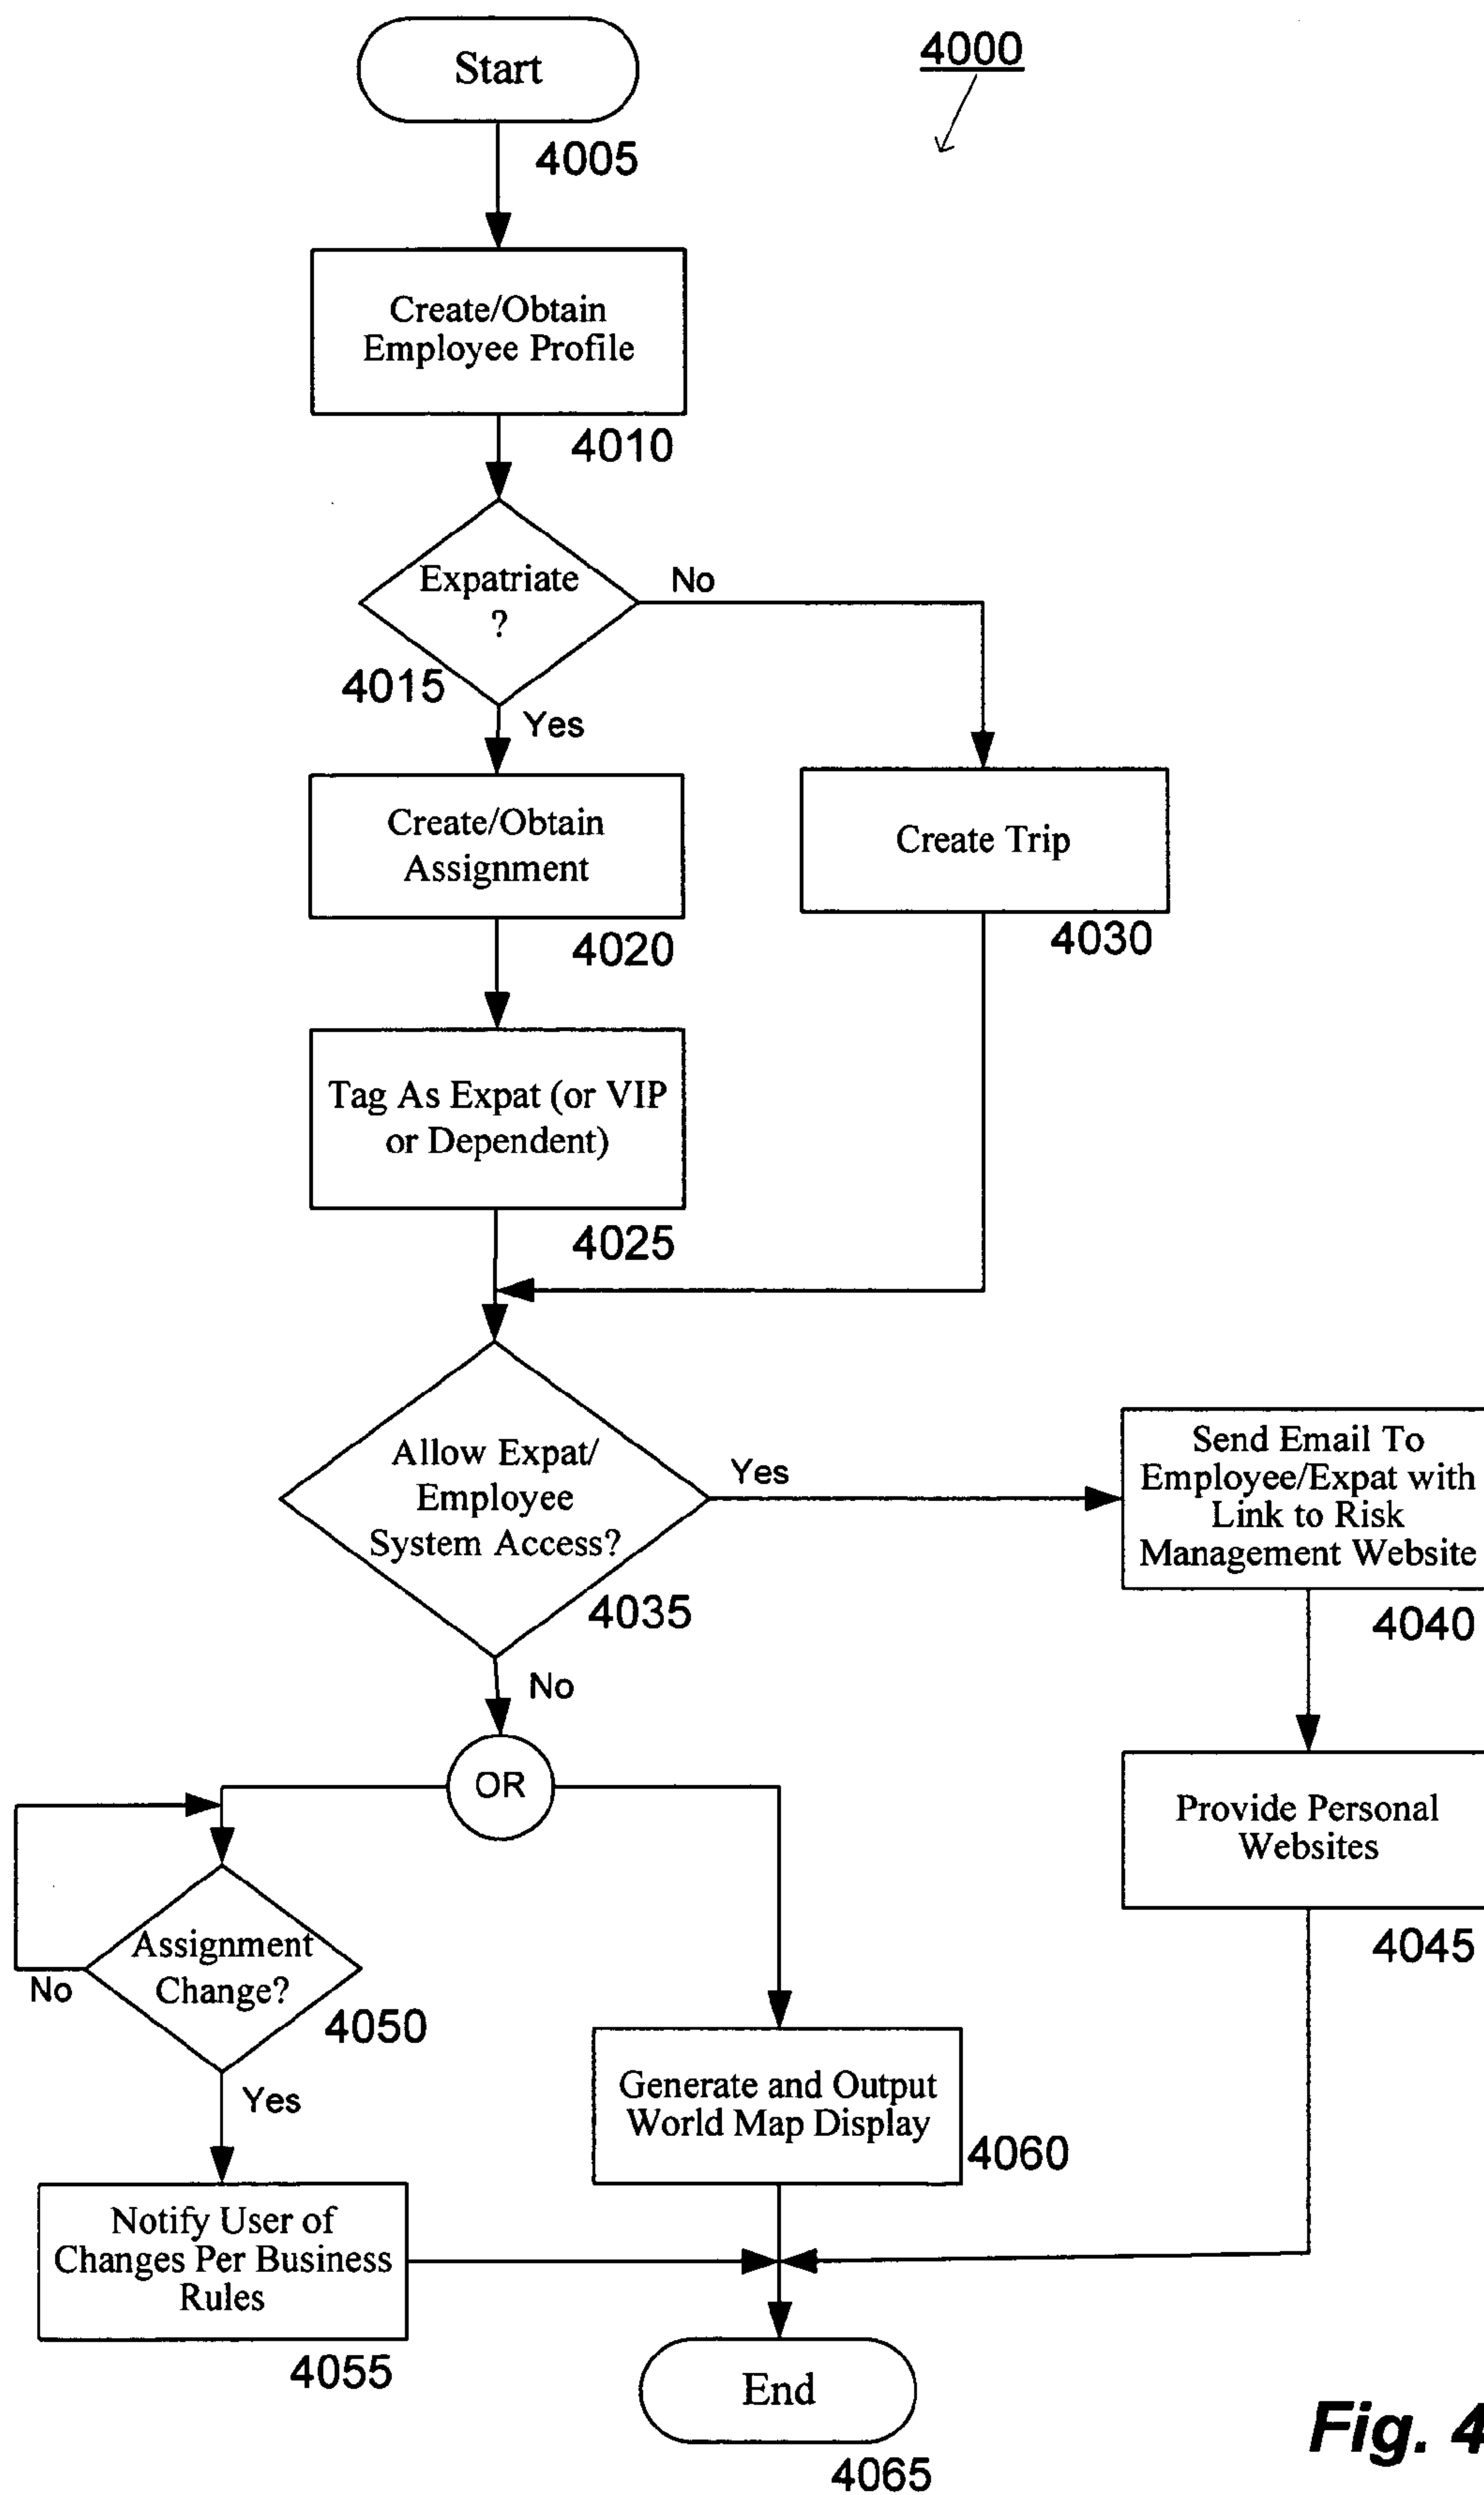 Start
4000
4005
Create/Obtain
Employee Profile
4010
Expatriate
?
No
4015
Yes
Create/Obtain
Assignment
4020
Create Trip
4030
Tag As Expat (or VIP
or Dependent)
4025
Allow Expat/
Employee
System Access?
Yes
4035
No
Send Email To
Employee/Expat with
Link to Risk
Management Website
4040
OR
Provide Personal
Websites
4045
Assignment
Change?
No
4050
Yes
Generate and Output
World Map Display
4060
Notify User of
Changes Per Business
Rules
4055
End
4065
Fig. 4